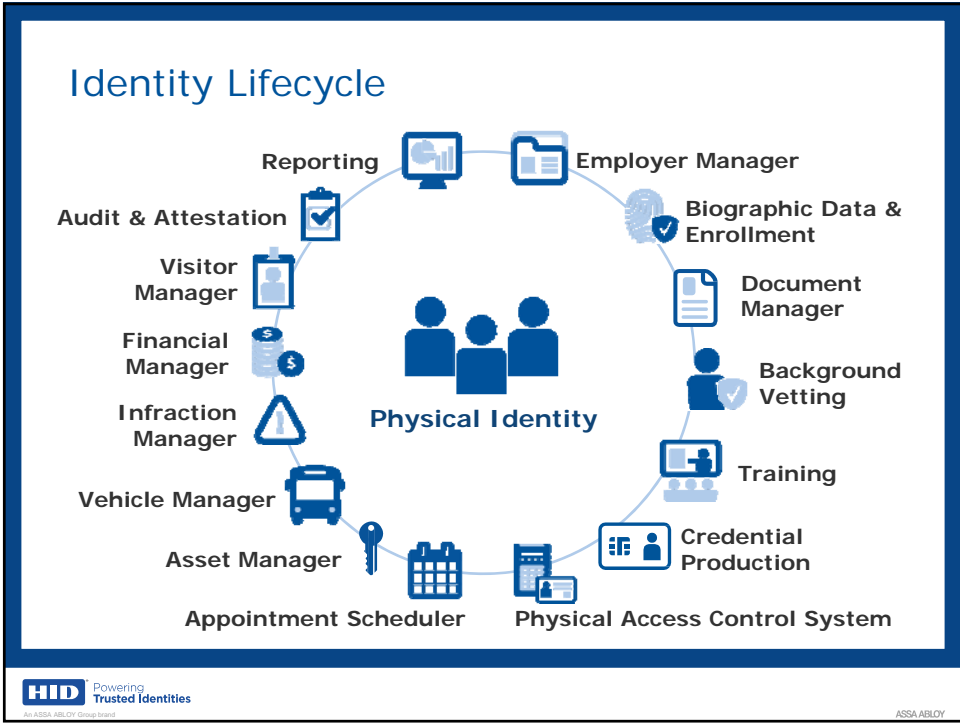 Identity Lifecycle
Reporting
Employer Manager
Audit & Attestation
Biographic Data &
Enrollment
Visitor
Manager
Document
Manager
Financial
Manager
$
$
Background
Vetting
Physical Identity
Infraction
Manager
Training
Vehicle Manager
Credential
Production
Asset Manager
Appointment Scheduler
Physical Access Control System
HID
Powering
Trusted Identities
An ASSA ABLOY Group brand
ASSA ABLOY